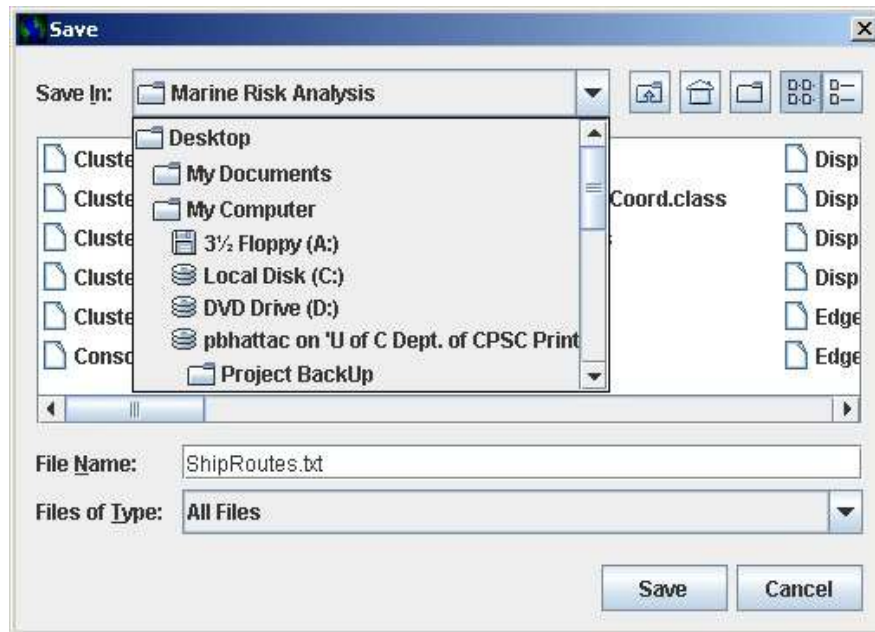 Save
Save In: Marine Risk Analysis
Desktop
My Documents
My Computer
3½ Floppy (A:)
Local Disk (C:)
DVD Drive (D:)
pbhattac on 'U of C Dept. of CPSC Print
Project BackUp
Cluste
Cluste
Cluste
Cluste
Cluste
Conso
Coord.class
Disp
Disp
Disp
Disp
Edge
Edge
File Name: ShipRoutes.txt
Files of Type: All Files
Save Cancel